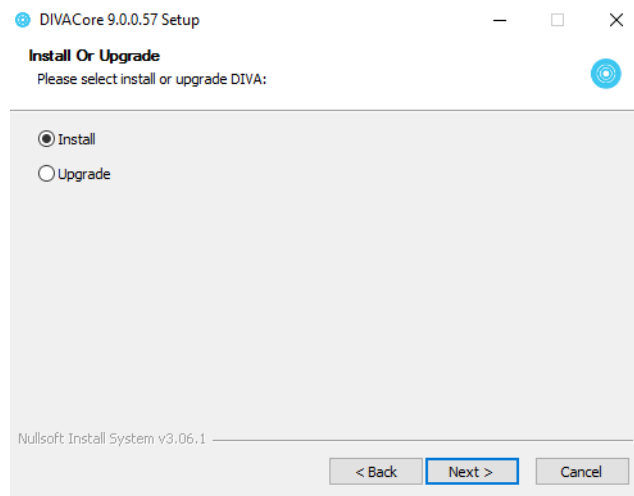 DIVACore 9.0.0.57 Setup
Install Or Upgrade
Please select install or upgrade DIVA:
Install
Upgrade
Nullsoft Install System v3.06.1
< Back Next > Cancel